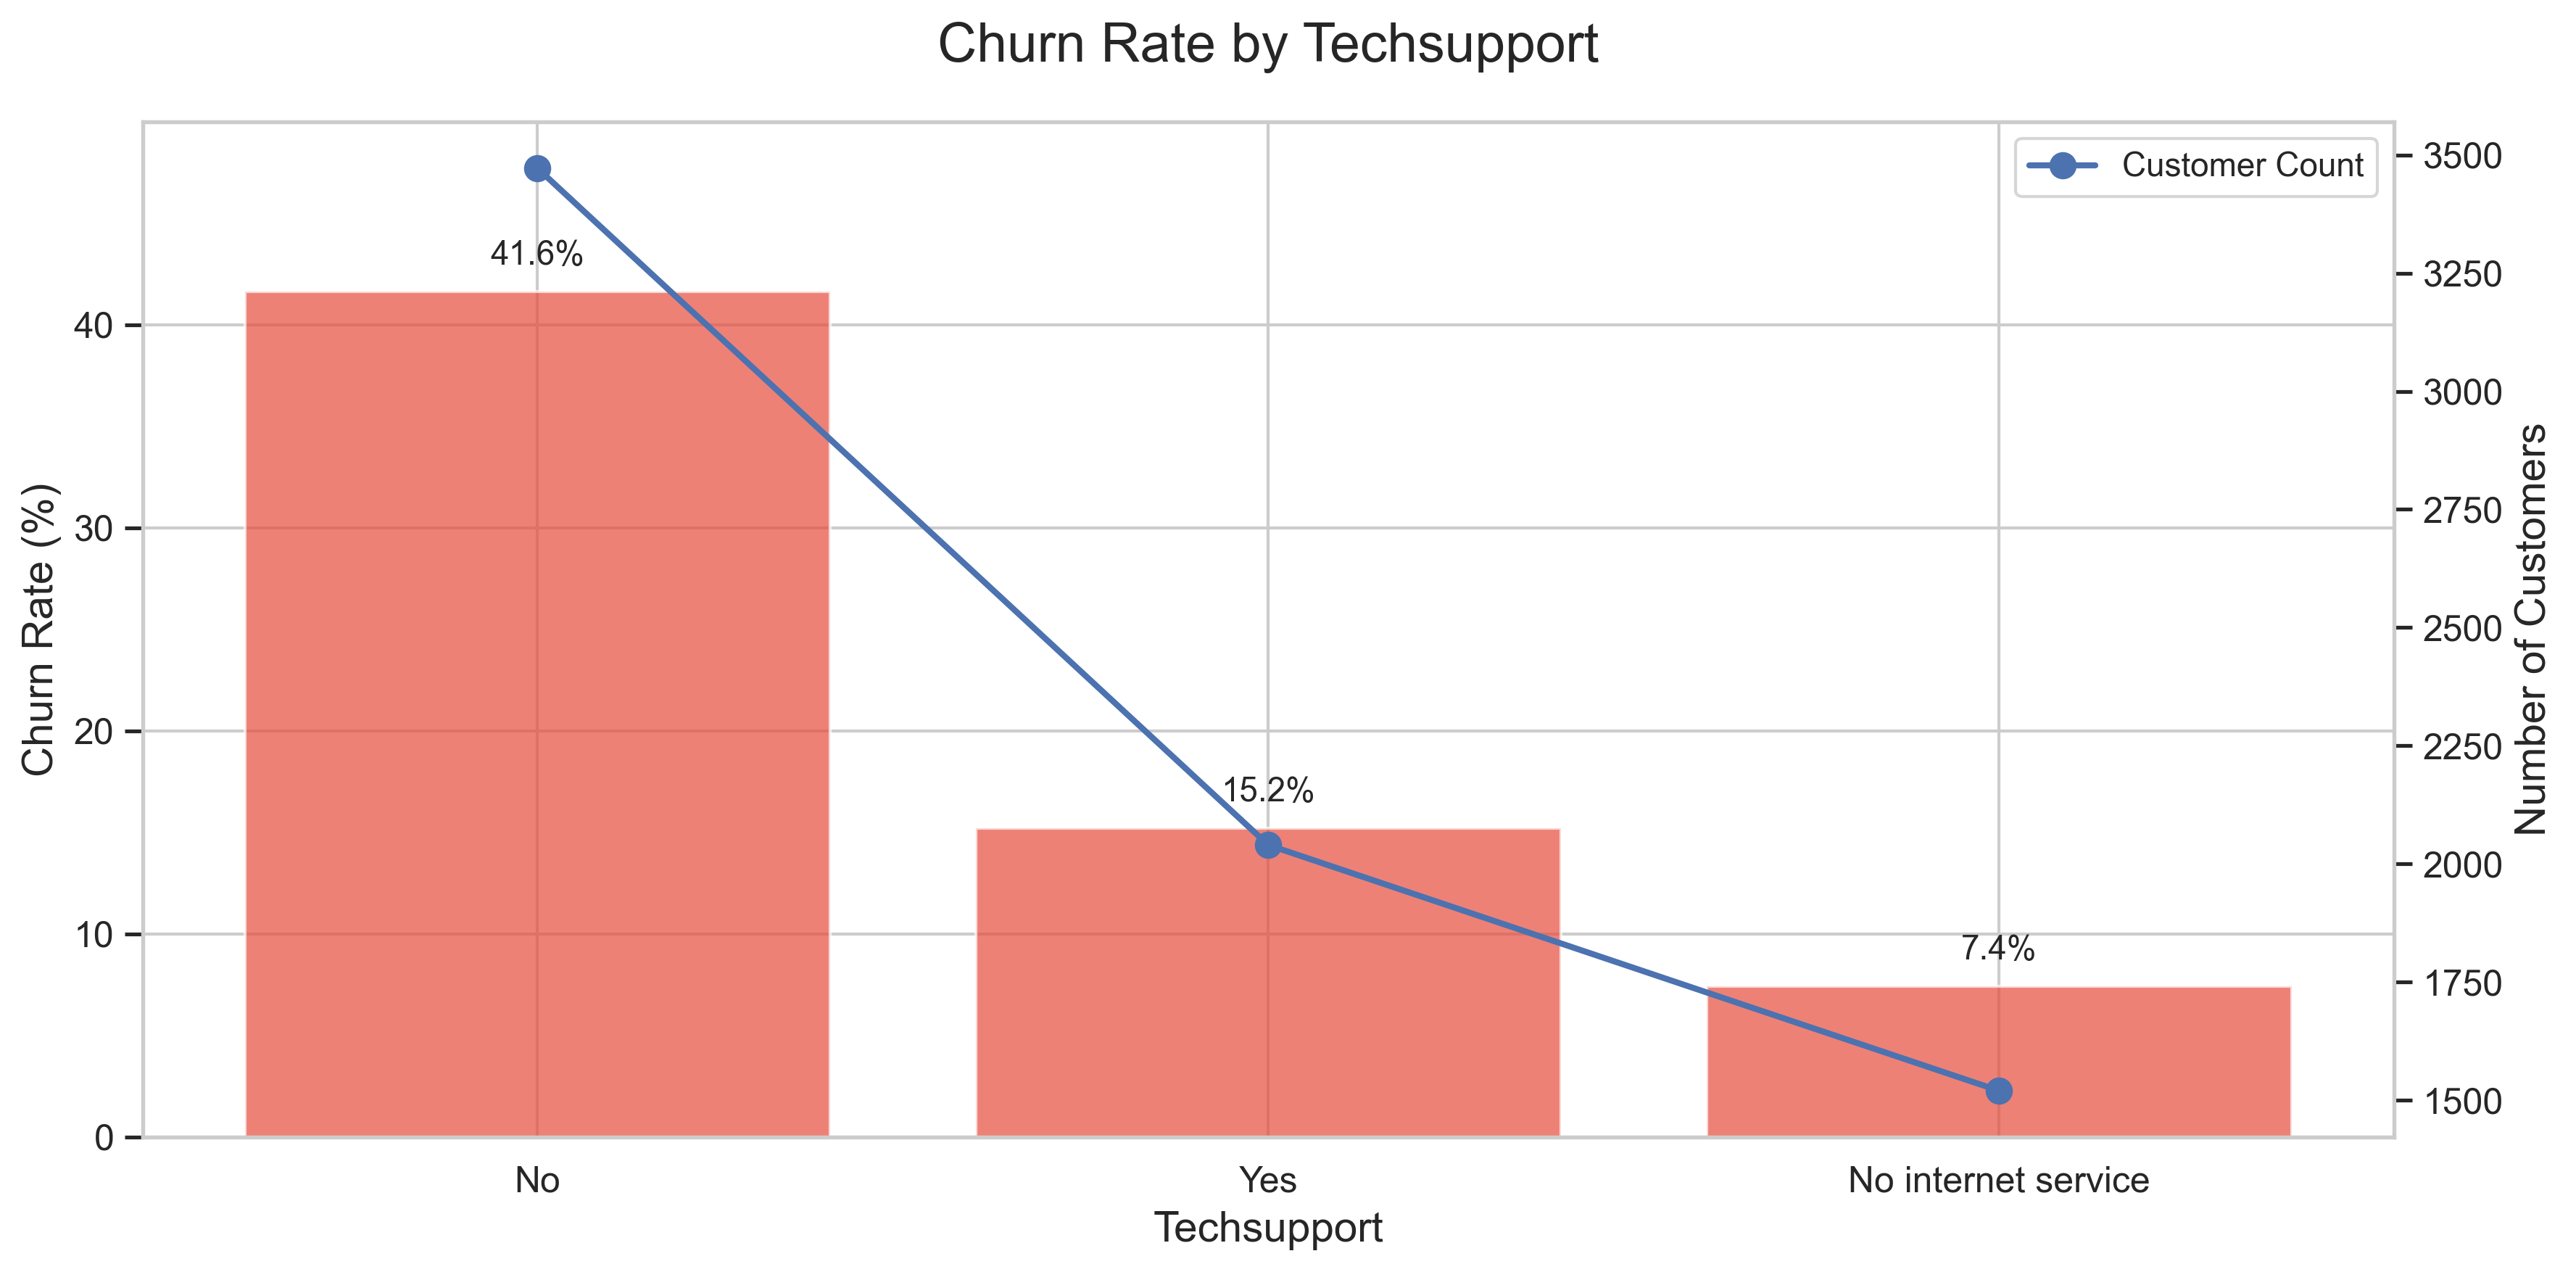 Churn Rate by Techsupport
Customer Count
41.6%
15.2%
7.4%
Churn Rate (%)
40
30
20
10
0
3500
3250
3000
2750
2500
2250
2000
1750
1500
Number of Customers
No
Yes
No internet service
Techsupport